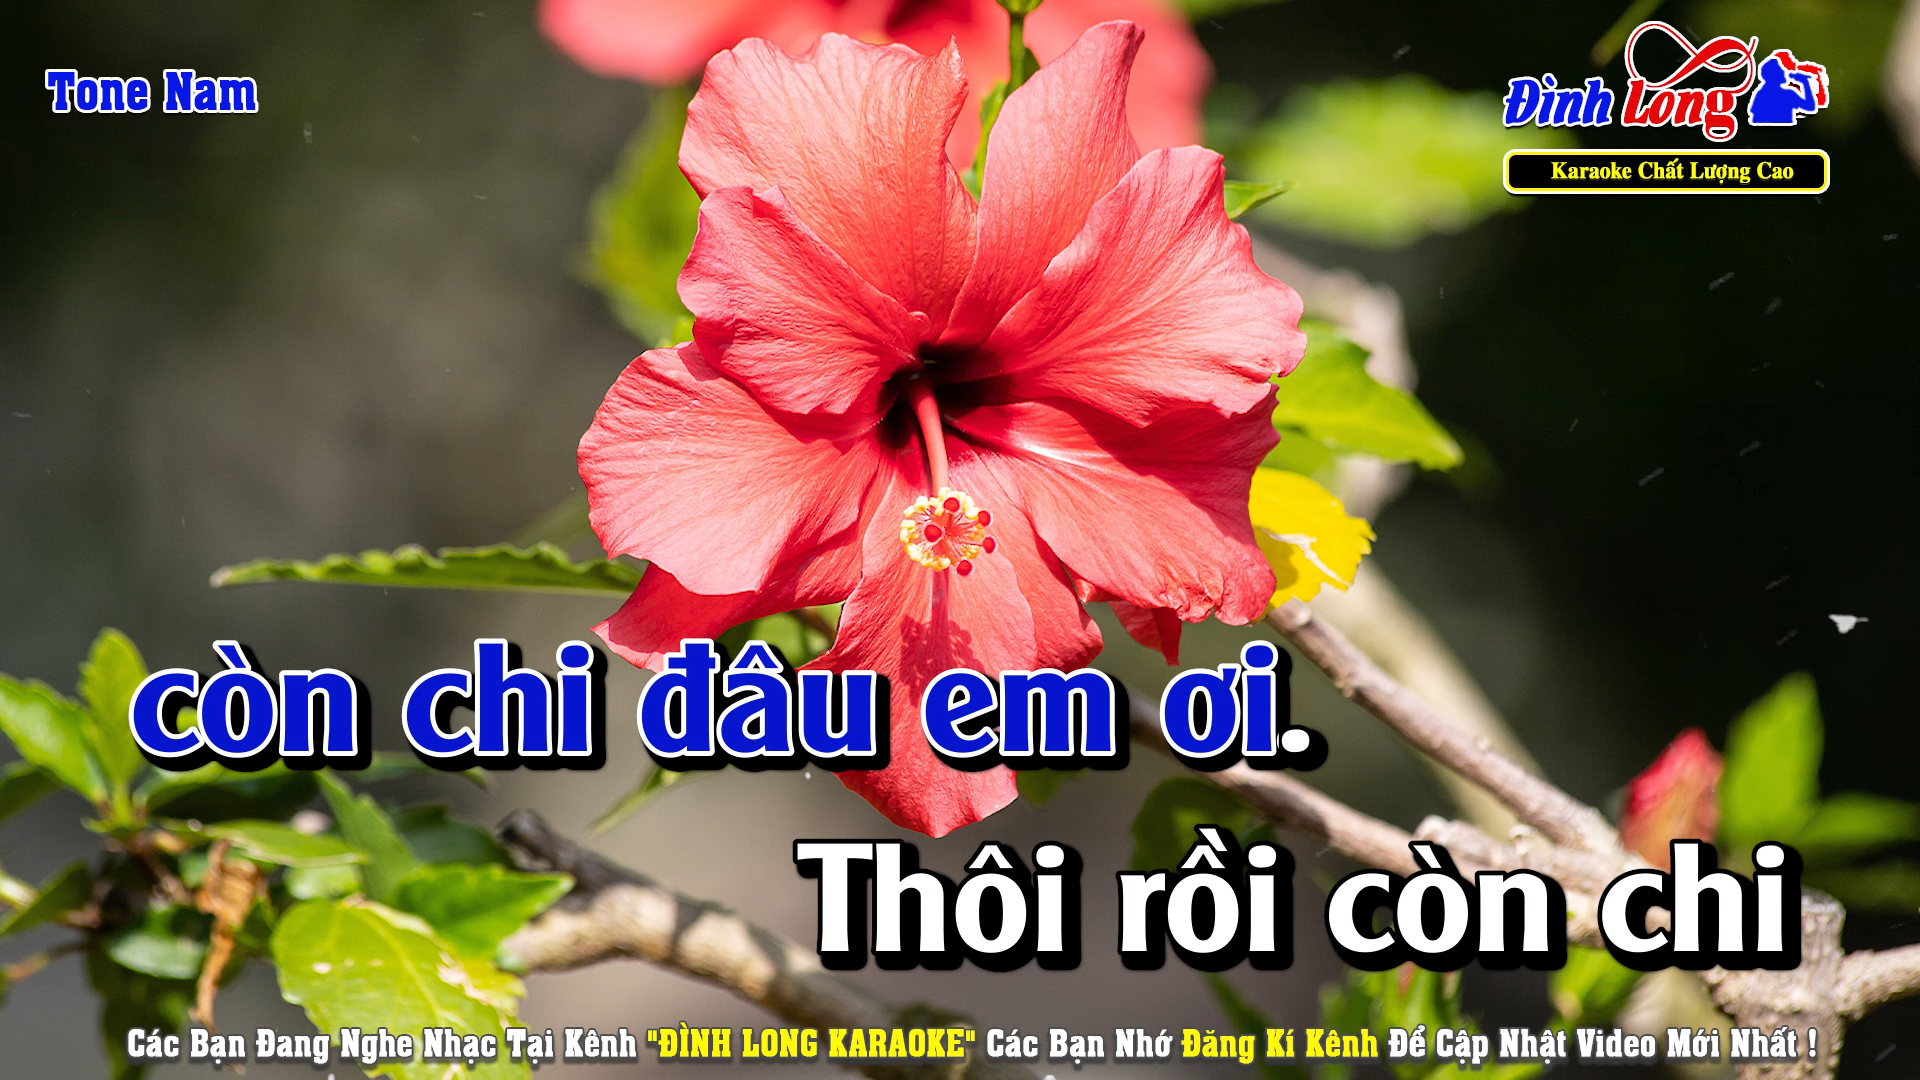 Tone Nam
Đình Long
Karaoke Chất Lượng Cao
còn chi đâu em ơi.
Thôi rồi còn chi
Các Bạn Đang Nghe Nhạc Tại Kênh "ĐÌNH LONG KARAOKE" Các Bạn Nhớ Đăng Kí Kênh Để Cập Nhật Video Mới Nhất !